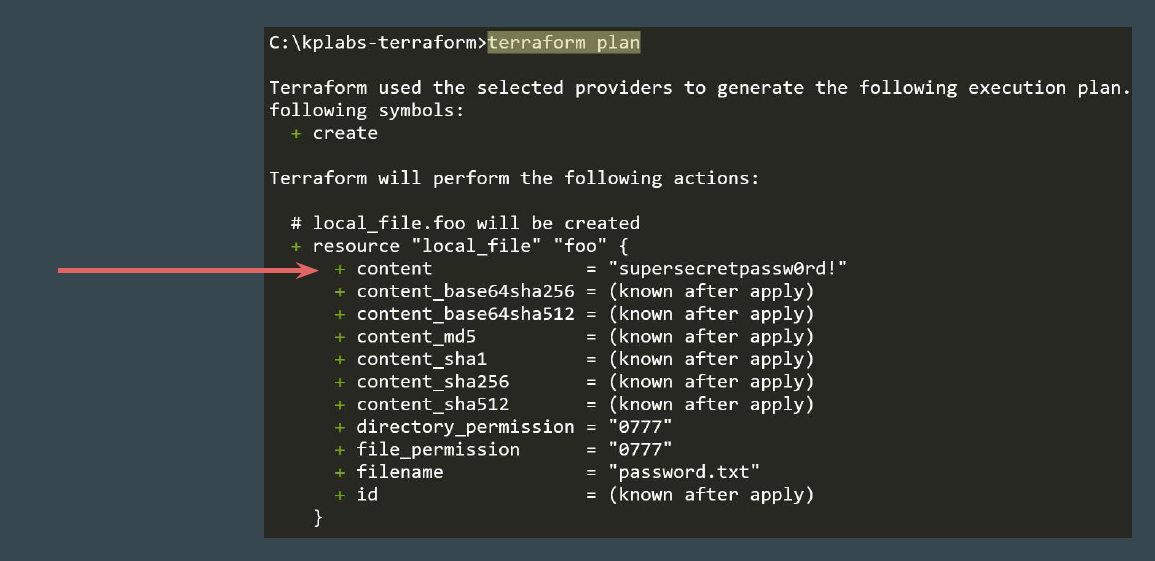 C:\kplabs-terraform>terraform plan
Terraform used the selected providers to generate the following execution plan.
following symbols:
+ create
Terraform will perform the following actions:
# local_file.foo will be created
+ resource "local_file" "foo" {
+ content = "supersecretpassw0rd!"
+ content_base64sha256 = (known after apply)
+ content_base64sha512 = (known after apply)
+ content_md5 = (known after apply)
+ content_sha1 = (known after apply)
+ content_sha256 = (known after apply)
+ content_sha512 = (known after apply)
+ directory_permission = "0777"
+ file_permission = "0777"
+ filename = "password.txt"
+ id = (known after apply)
}